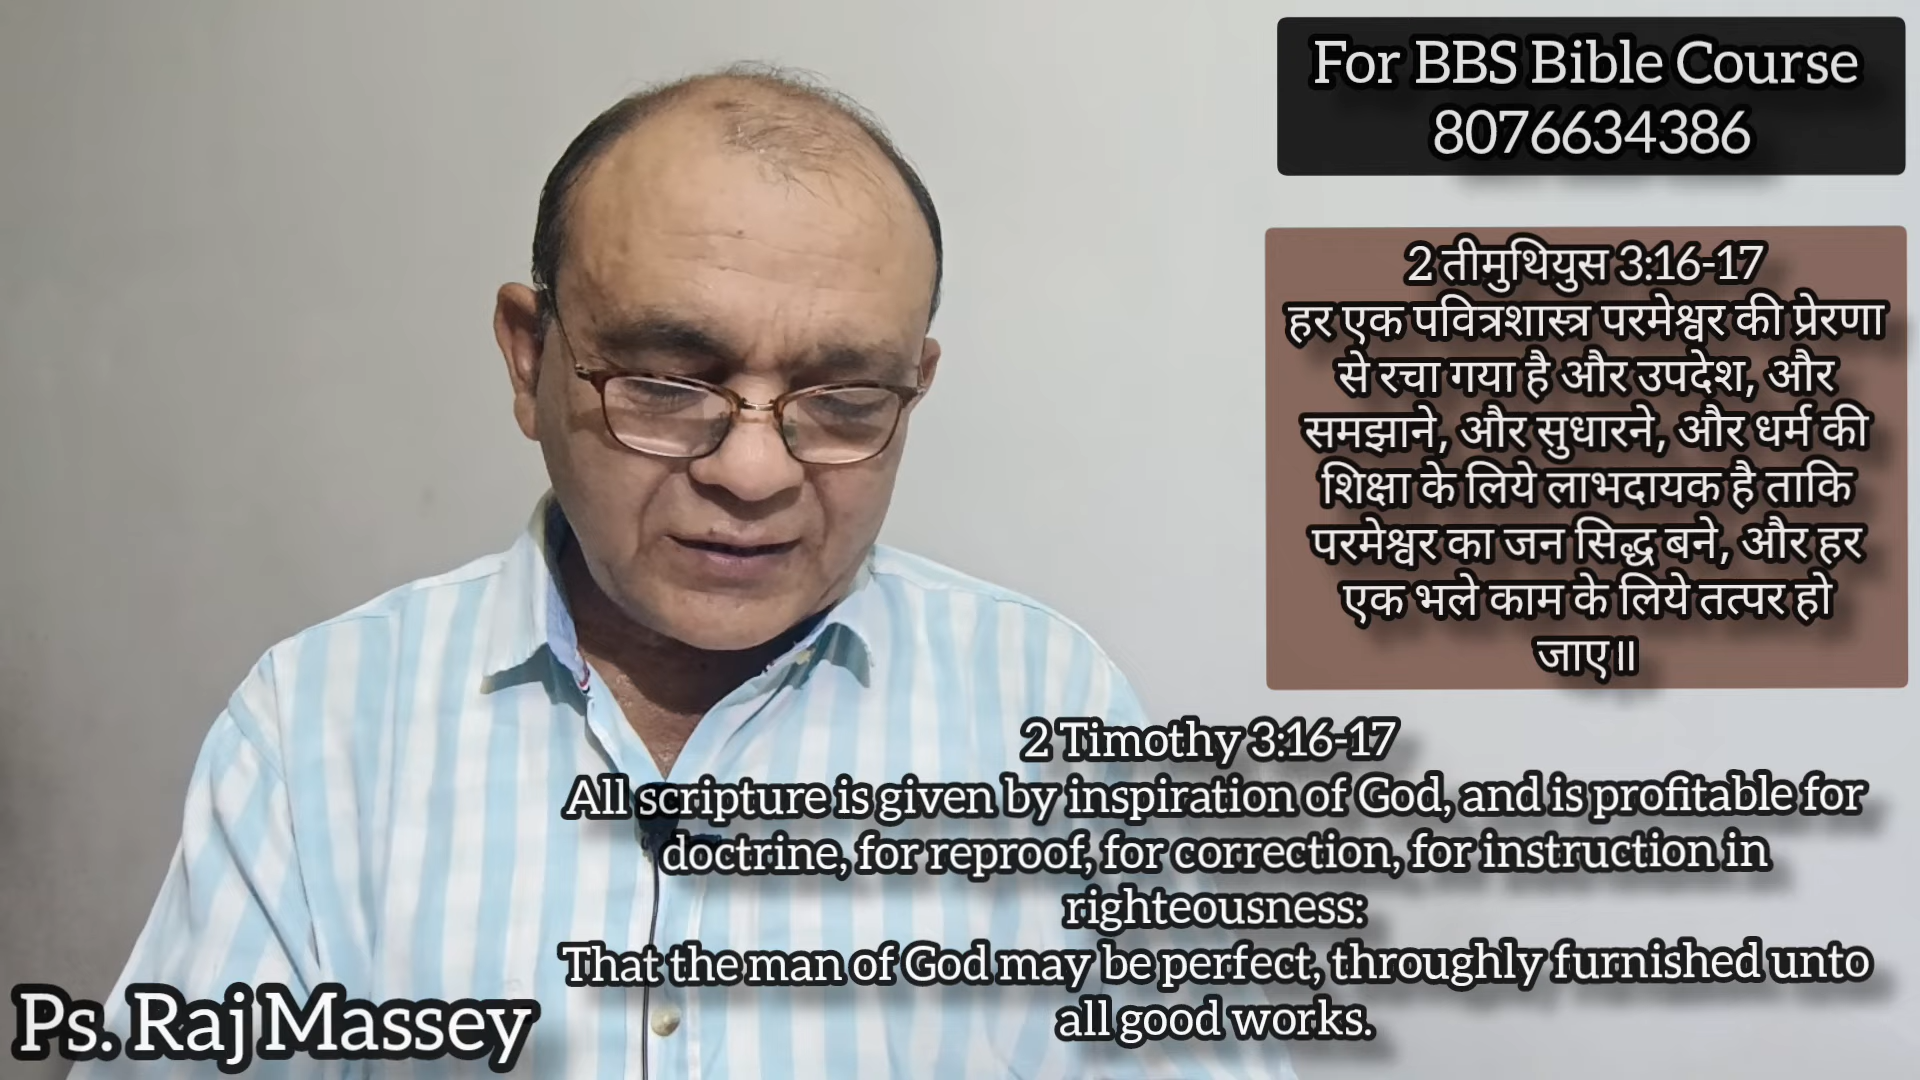 For BBS Bible Course
8076634386
2 तीमुथियुस 3:16-17
हर एक पवित्रशास्त्र परमेश्वर की प्रेरणा
से रचा गया है और उपदेश, और
समझाने, और सुधारने, और धर्म की
शिक्षा के लिये लाभदायक है ताकि
परमेश्वर का जन सिद्ध बने, और हर
एक भले काम के लिये तत्पर हो
जाए॥
2 Timothy 3:16-17
All scripture is given by inspiration of God, and is profitable for
doctrine, for reproof, for correction, for instruction in
righteousness:
That the man of God may be perfect, throughly furnished unto
all good works.
Ps. Raj Massey